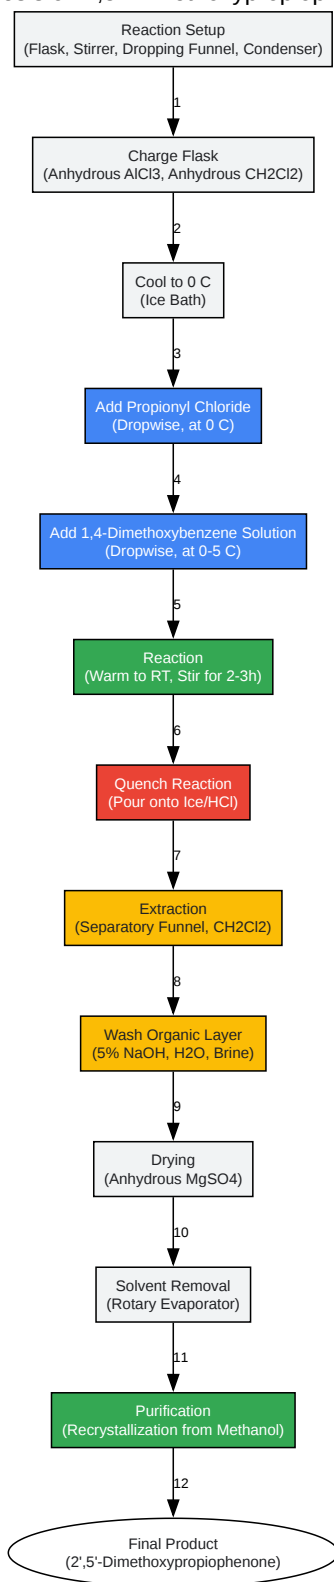 Reaction Setup
(Flask, Stirrer, Dropping Funnel, Condenser)
1
Charge Flask
(Anhydrous AlCl3, Anhydrous CH2Cl2)
2
Cool to 0 C
(Ice Bath)
3
Add Propionyl Chloride
(Dropwise, at 0 C)
4
Add 1,4-Dimethoxybenzene Solution
(Dropwise, at 0-5 C)
5
Reaction
(Warm to RT, Stir for 2-3h)
6
Quench Reaction
(Pour onto Ice/HCl)
7
Extraction
(Separatory Funnel, CH2Cl2)
8
Wash Organic Layer
(5% NaOH, H2O, Brine)
9
Drying
(Anhydrous MgSO4)
10
Solvent Removal
(Rotary Evaporator)
11
Purification
(Recrystallization from Methanol)
12
Final Product
(2',5'-Dimethoxypropiophenone)